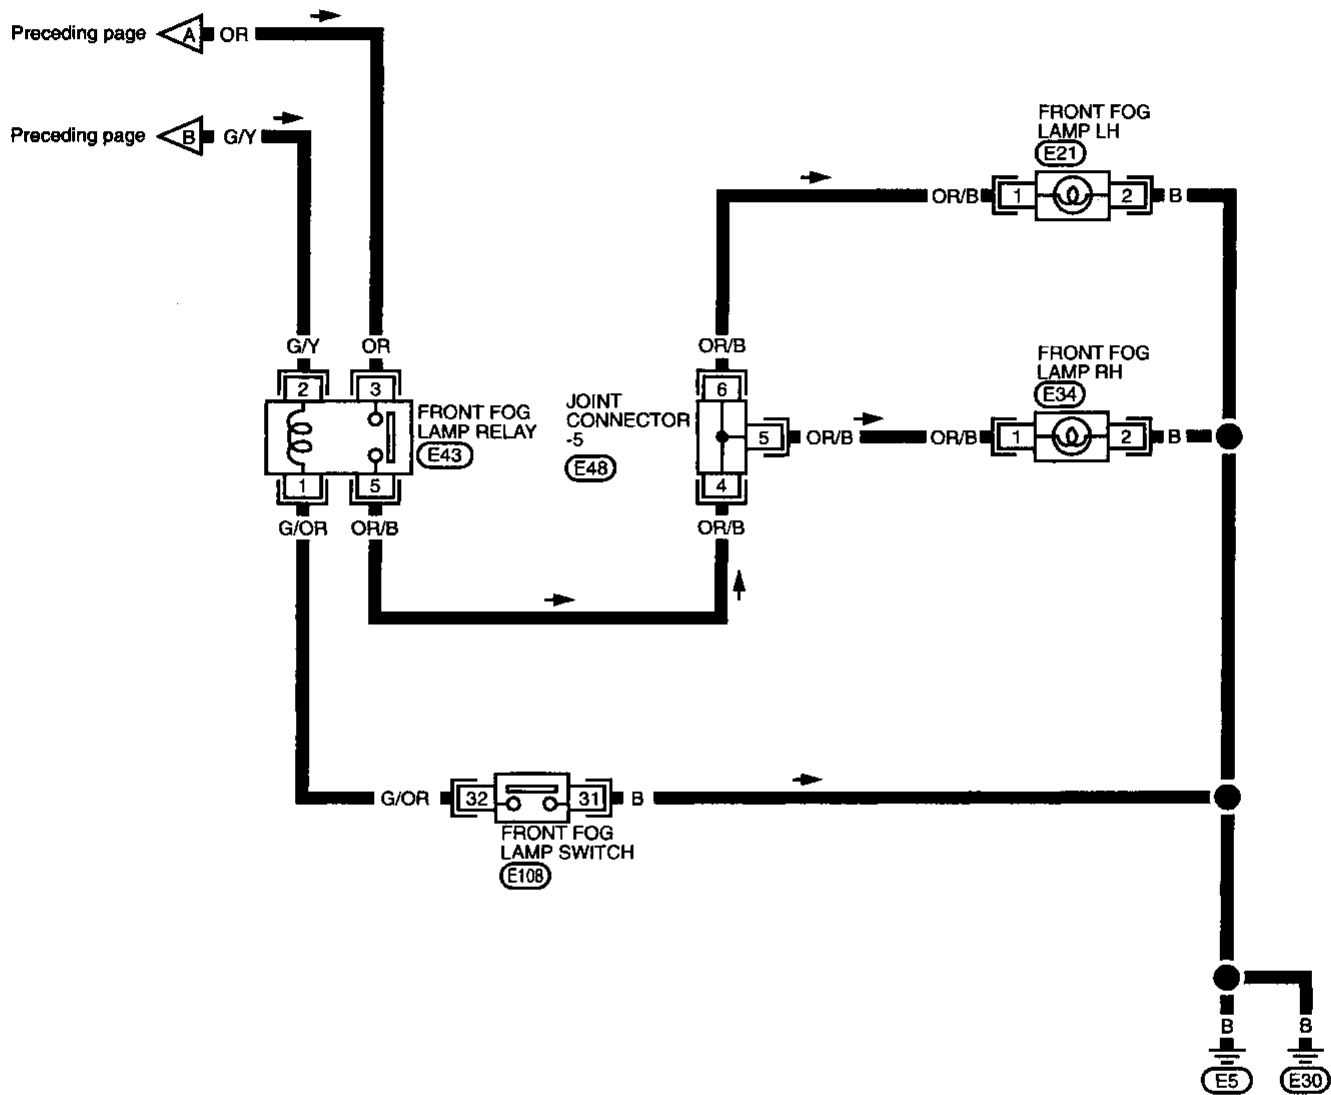 Preceding page A OR
Preceding page B G/Y
FRONT FOG
LAMP LH
E21
OR/B 1 2 B
G/Y OR
2 3
FRONT FOG
LAMP RELAY
E43
1 5
G/OR OR/B
JOINT
CONNECTOR
-5
E48
OR/B
6
5 OR/B
4
OR/B
FRONT FOG
LAMP RH
E34
OR/B 1 2 B
G/OR 32 31 B
FRONT FOG
LAMP SWITCH
E108
B B
E5 E30